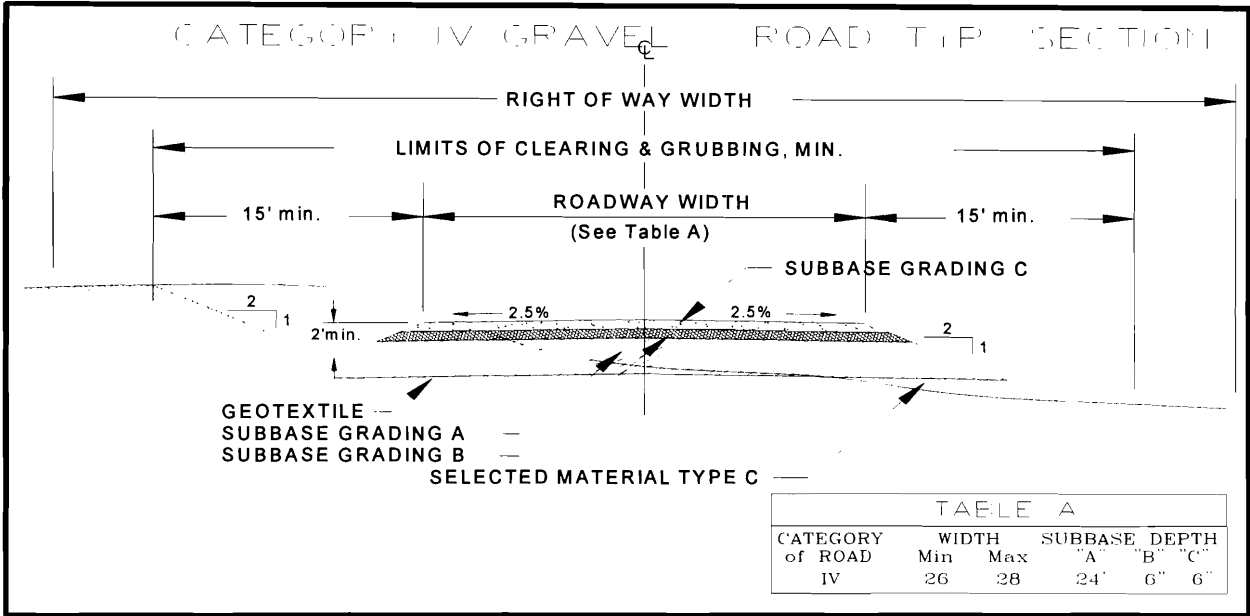 CATEGORY IV GRAVEL ROAD TYP SECTION
℄
RIGHT OF WAY WIDTH
LIMITS OF CLEARING & GRUBBING, MIN.
15' min.
ROADWAY WIDTH
(See Table A)
15' min.
SUBBASE GRADING C
2
1
2'min.
2.5%
2.5%
2
1
GEOTEXTILE
SUBBASE GRADING A
SUBBASE GRADING B
SELECTED MATERIAL TYPE C
TABLE A
CATEGORY WIDTH SUBBASE DEPTH
of ROAD Min Max "A" "B" "C"
IV 26 28 24' 6" 6"